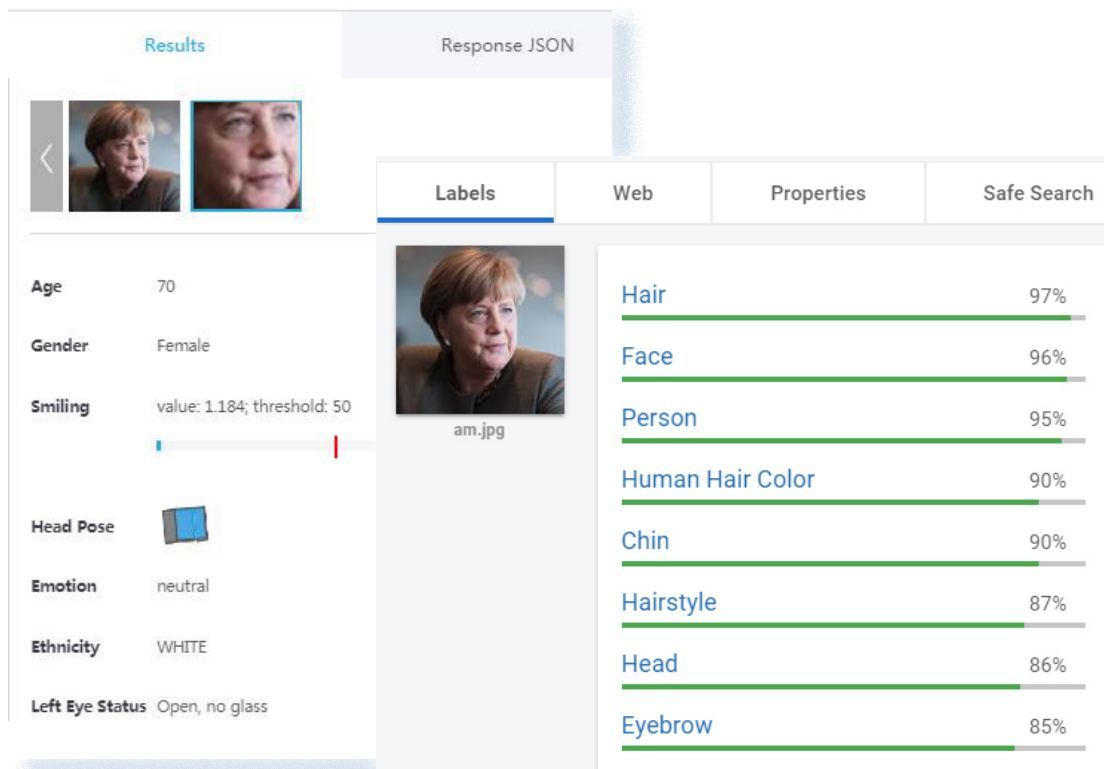 Results
Response JSON
Age 70
Gender Female
Smiling value: 1.184; threshold: 50
Head Pose
Emotion neutral
Ethnicity WHITE
Left Eye Status Open, no glass
Labels
Web
Properties
Safe Search
am.jpg
Hair 97%
Face 96%
Person 95%
Human Hair Color 90%
Chin 90%
Hairstyle 87%
Head 86%
Eyebrow 85%